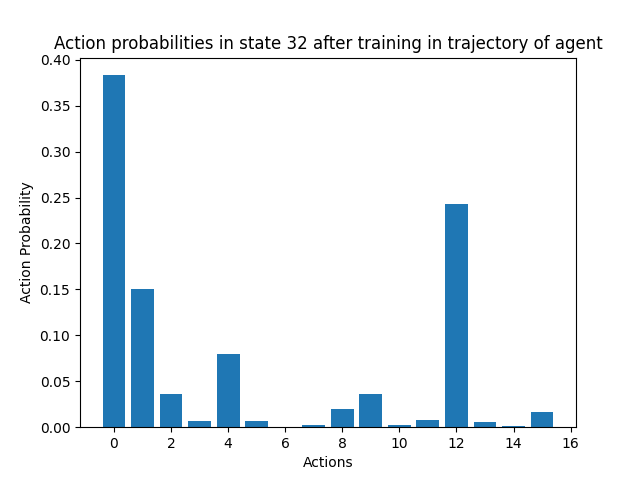 Action probabilities in state 32 after training in trajectory of agent
0.40
0.35
0.30
0.25
0.20
0.15
0.10
0.05
0.00
Action Probability
0 2 4 6 8 10 12 14 16
Actions